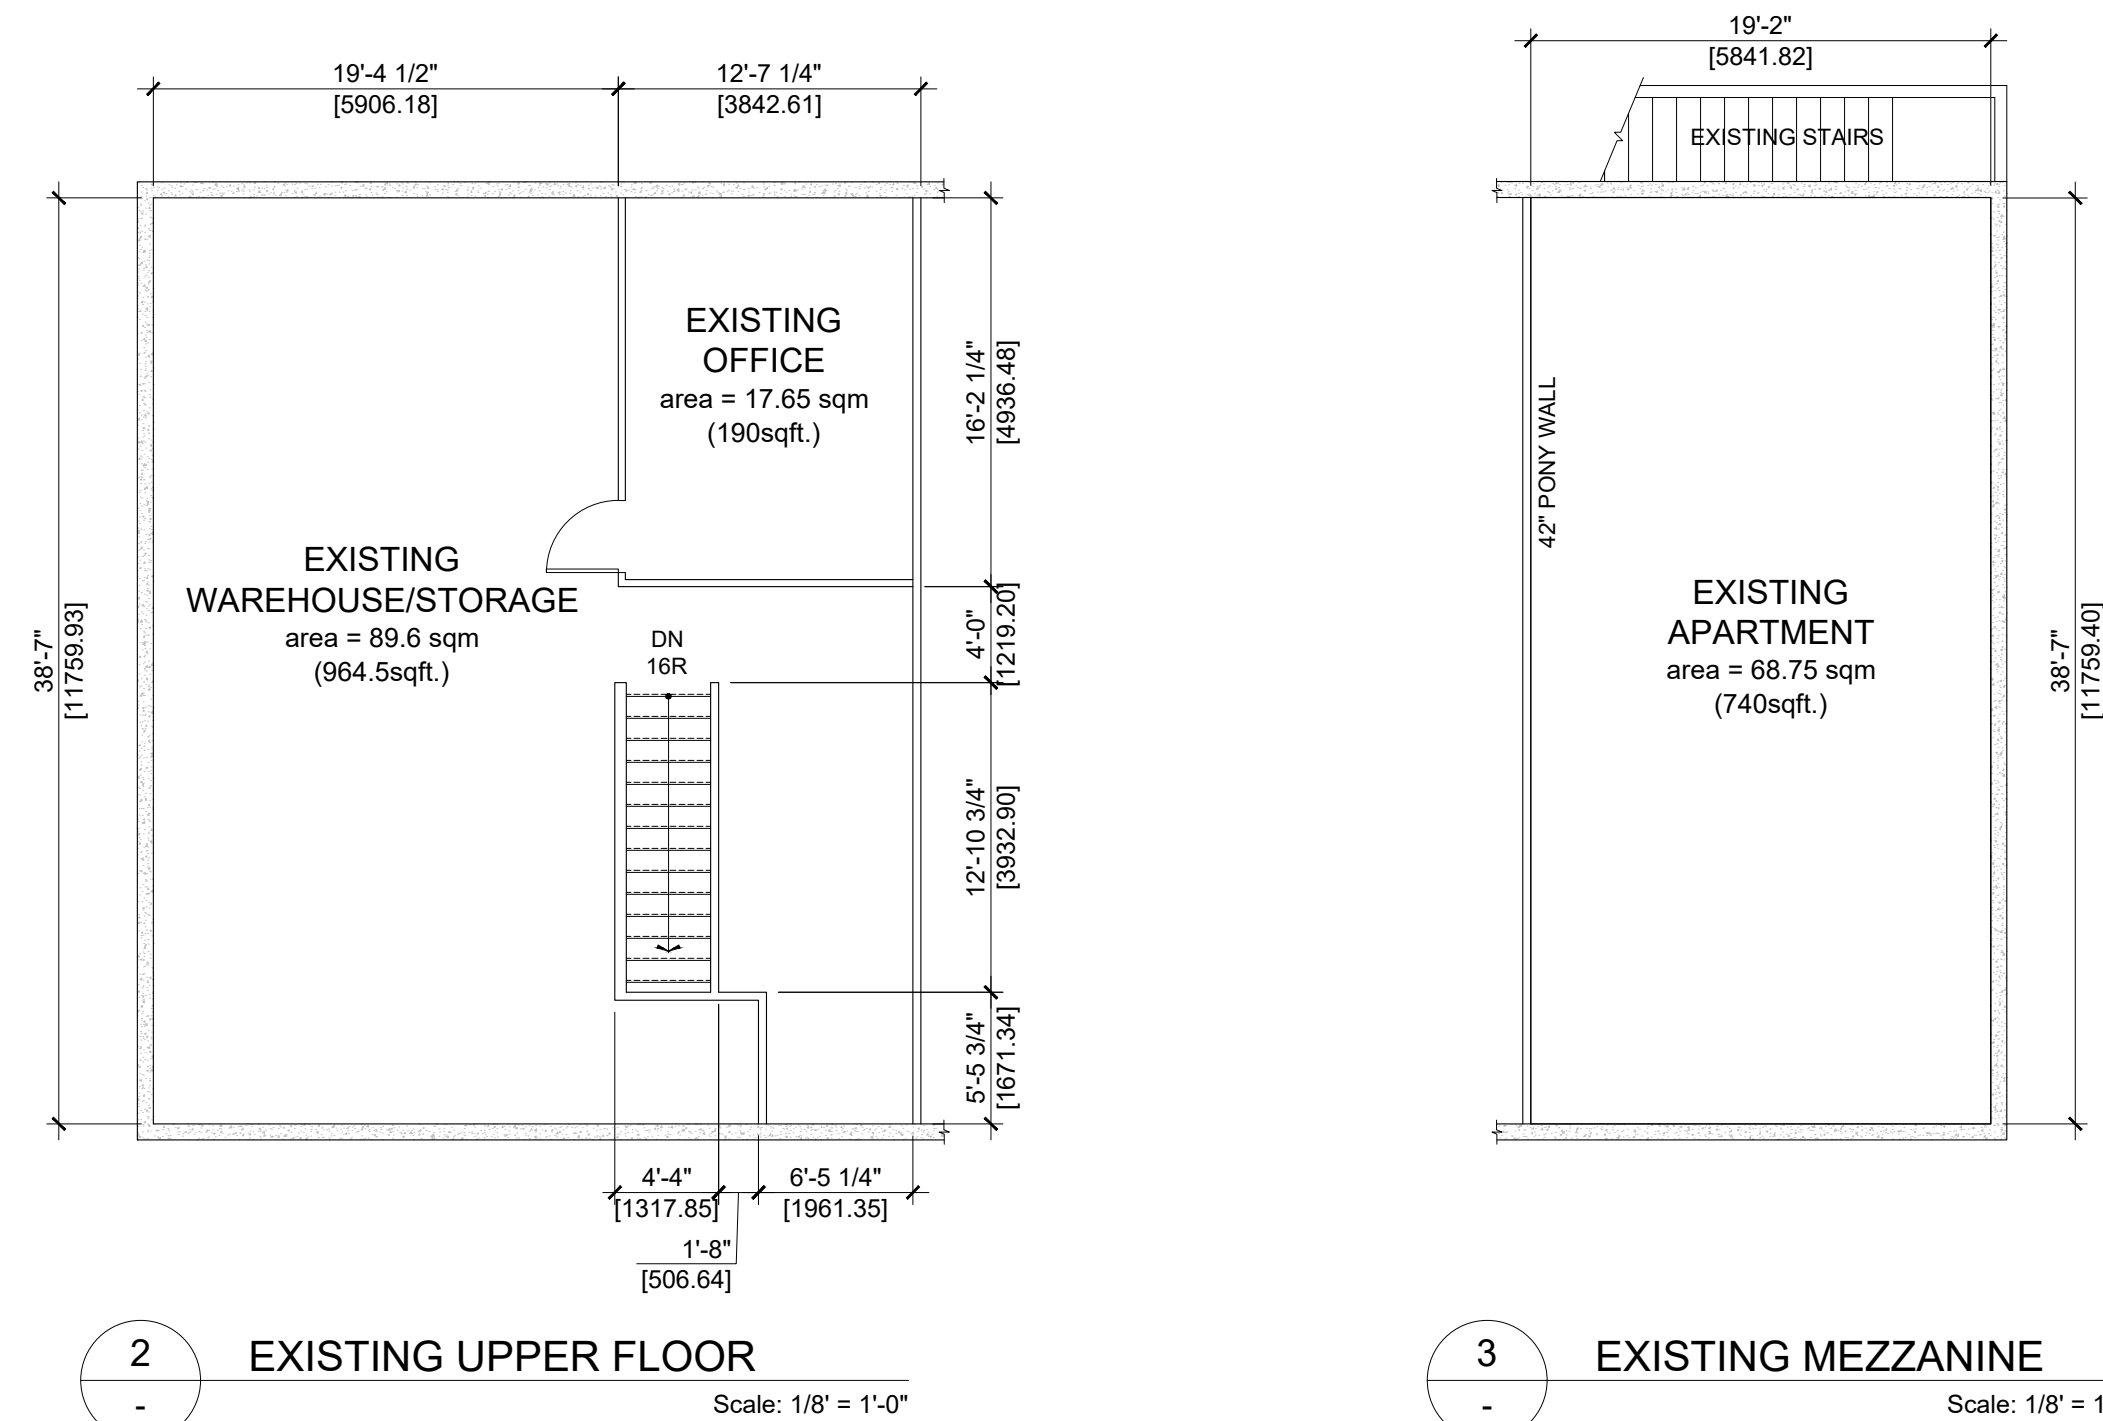 19'-4 1/2"
[5906.18]
12'-7 1/4"
[3842.61]
EXISTING
OFFICE
area = 17.65 sqm
(190sqft.)
16'-2 1/4"
[4936.48]
EXISTING
WAREHOUSE/STORAGE
area = 89.6 sqm
(964.5sqft.)
38'-7"
[11759.93]
DN
16R
4'-0"
[1219.20]
12'-10 3/4"
[3932.90]
5'-5 3/4"
[1671.34]
4'-4"
[1317.85]
6'-5 1/4"
[1961.35]
1'-8"
[506.64]
2
-
EXISTING UPPER FLOOR
Scale: 1/8' = 1'-0"
19'-2"
[5841.82]
EXISTING STAIRS
42" PONY WALL
EXISTING
APARTMENT
area = 68.75 sqm
(740sqft.)
38'-7"
[11759.40]
3
-
EXISTING MEZZANINE
Scale: 1/8' = 1